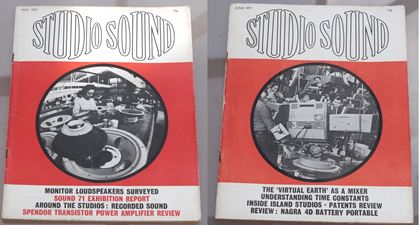 MAY 1971
STUDIO SOUND
MONITOR LOUDSPEAKERS SURVEYED
SOUND 71 EXHIBITION REPORT
AROUND THE STUDIOS : RECORDED SOUND
SPENDOR TRANSISTOR POWER AMPLIFIER REVIEW
JUNE 1971
STUDIO SOUND
THE 'VIRTUAL EARTH' AS A MIXER
UNDERSTANDING TIME CONSTANTS
INSIDE ISLAND STUDIOS · PATENTS REVIEW
REVIEW : NAGRA 4D BATTERY PORTABLE